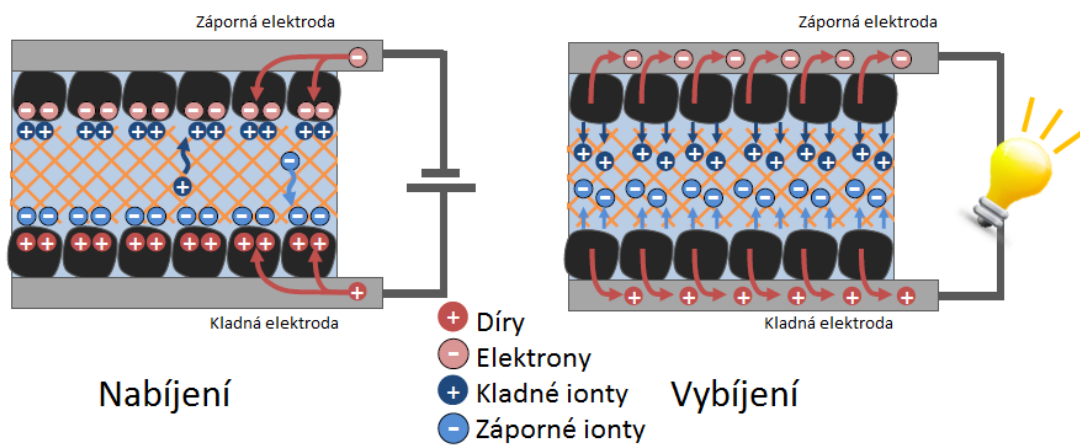 Záporná elektroda
Záporná elektroda
Kladná elektroda
Kladná elektroda
Díry
Elektrony
Kladné ionty
Záporné ionty
Nabíjení
Vybíjení